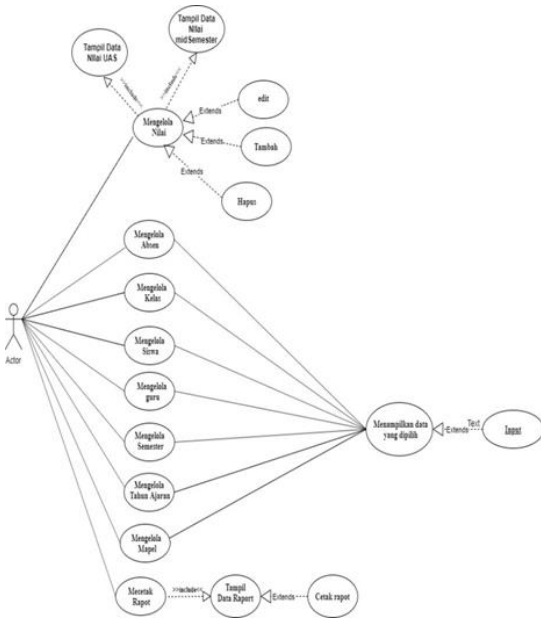 Tampil Data
NIlai UAS
Tampil Data
NIlai
midSemester
>>include<<
>>include<<
Mengelola
Nilai
Extends
edit
Extends
Tambah
Extends
Hapus
Mengelola
Absen
Mengelola
Kelas
Mengelola
Siswa
Actor
Mengelola
guru
Mengelola
Semester
Mengelola
Tahun Ajaran
Mengelola
Mapel
Menampilkan data
yang dipilih
Text
Extends
Input
Mecetak
Rapot
>>include<<
Tampil
Data Raport
Extends
Cetak rapot